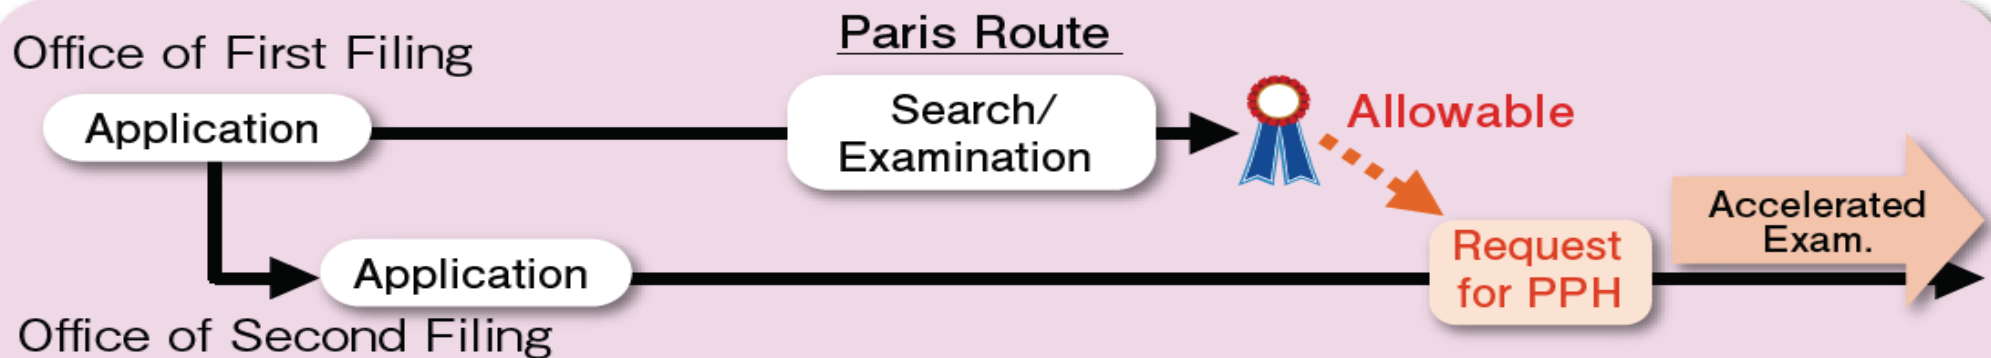 Paris Route
Office of First Filing
Application
Search/
Examination
Allowable
Accelerated
Exam.
Request
for PPH
Application
Office of Second Filing